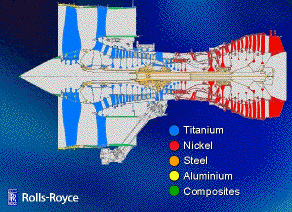 Titanium
Nickel
Steel
Aluminium
Composites
Rolls-Royce